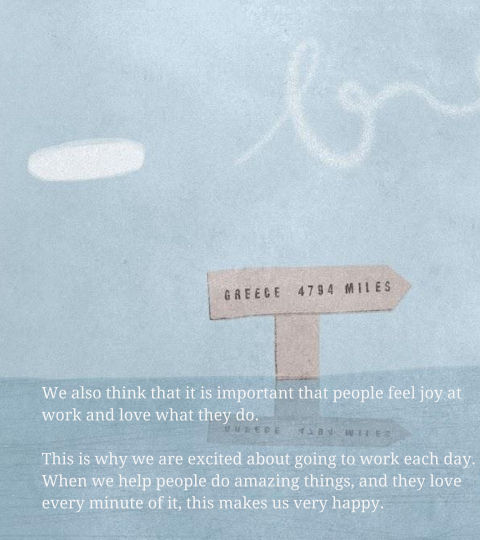 GREECE 4794 MILES
We also think that it is important that people feel joy at
work and love what they do.
This is why we are excited about going to work each day.
When we help people do amazing things, and they love
every minute of it, this makes us very happy.